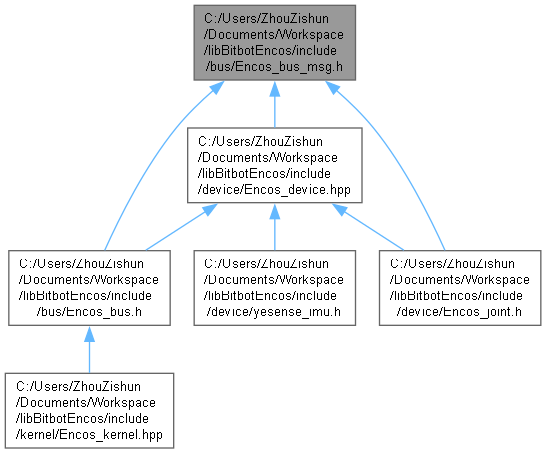 C:/Users/ZhouZishun
/Documents/Workspace
/libBitbotEncos/include
/bus/Encos_bus_msg.h
C:/Users/ZhouZishun
/Documents/Workspace
/libBitbotEncos/include
/device/Encos_device.hpp
C:/Users/ZhouZishun
/Documents/Workspace
/libBitbotEncos/include
/bus/Encos_bus.h
C:/Users/ZhouZishun
/Documents/Workspace
/libBitbotEncos/include
/device/yesense_imu.h
C:/Users/ZhouZishun
/Documents/Workspace
/libBitbotEncos/include
/device/Encos_joint.h
C:/Users/ZhouZishun
/Documents/Workspace
/libBitbotEncos/include
/kernel/Encos_kernel.hpp